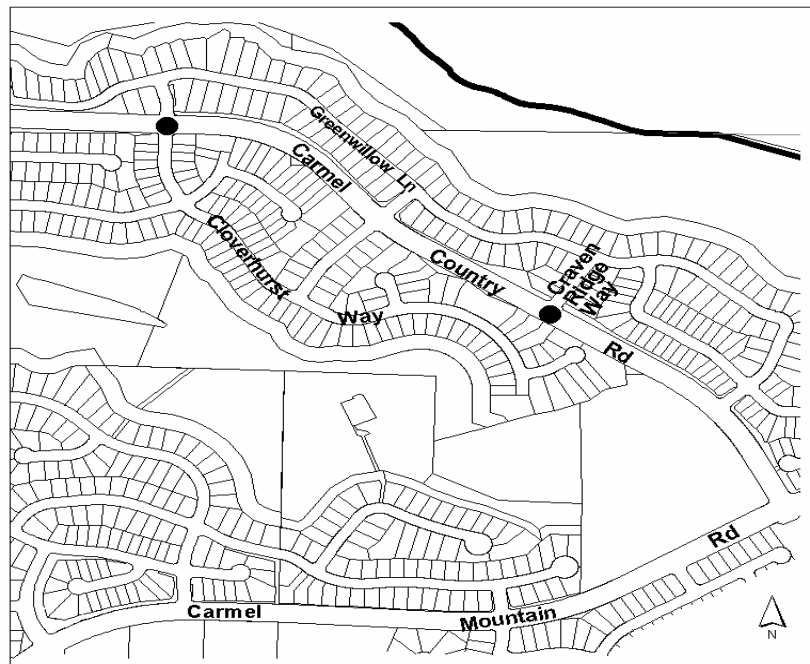 Greenwillow Ln
Carmel Country Rd
Craven
Ridge
Way
Cloverhurst Way
Carmel Mountain Rd
N